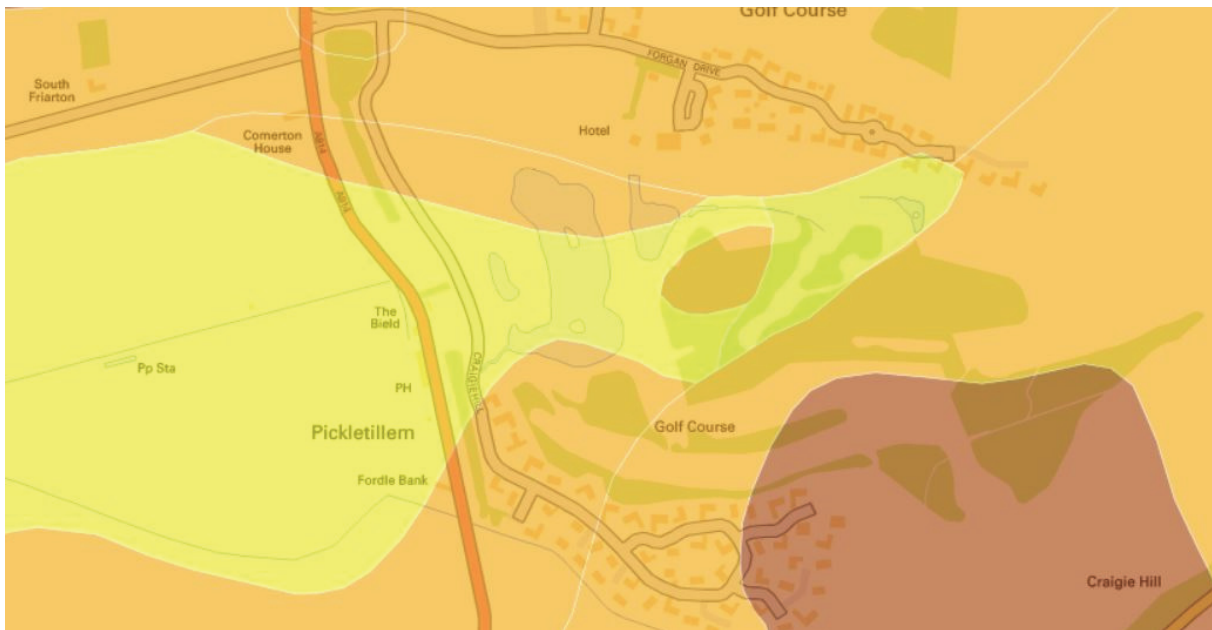 Golf Course
South
Friarton
FORGAN DRIVE
Hotel
Comerton
House
A914
A914
The
Bield
Pp Sta
PH
CRAIGIE HILL
Pickletillem
Golf Course
Fordle Bank
Craigie Hill